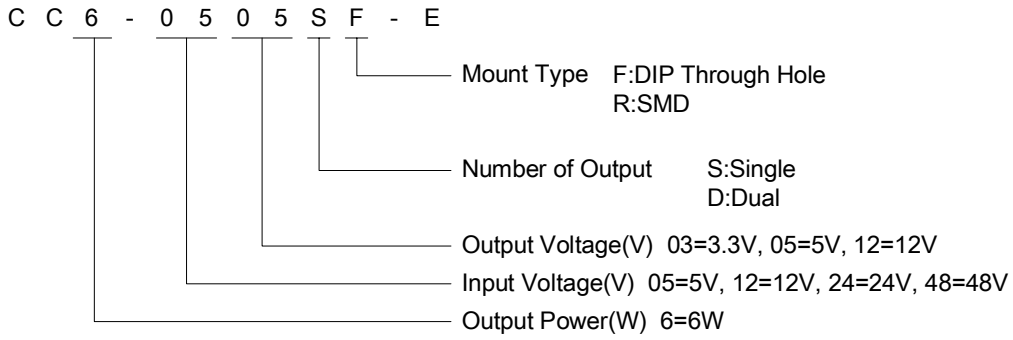 C C 6 - 0 5 0 5 S F - E
Mount Type F:DIP Through Hole
R:SMD
Number of Output S:Single
D:Dual
Output Voltage(V) 03=3.3V, 05=5V, 12=12V
Input Voltage(V) 05=5V, 12=12V, 24=24V, 48=48V
Output Power(W) 6=6W